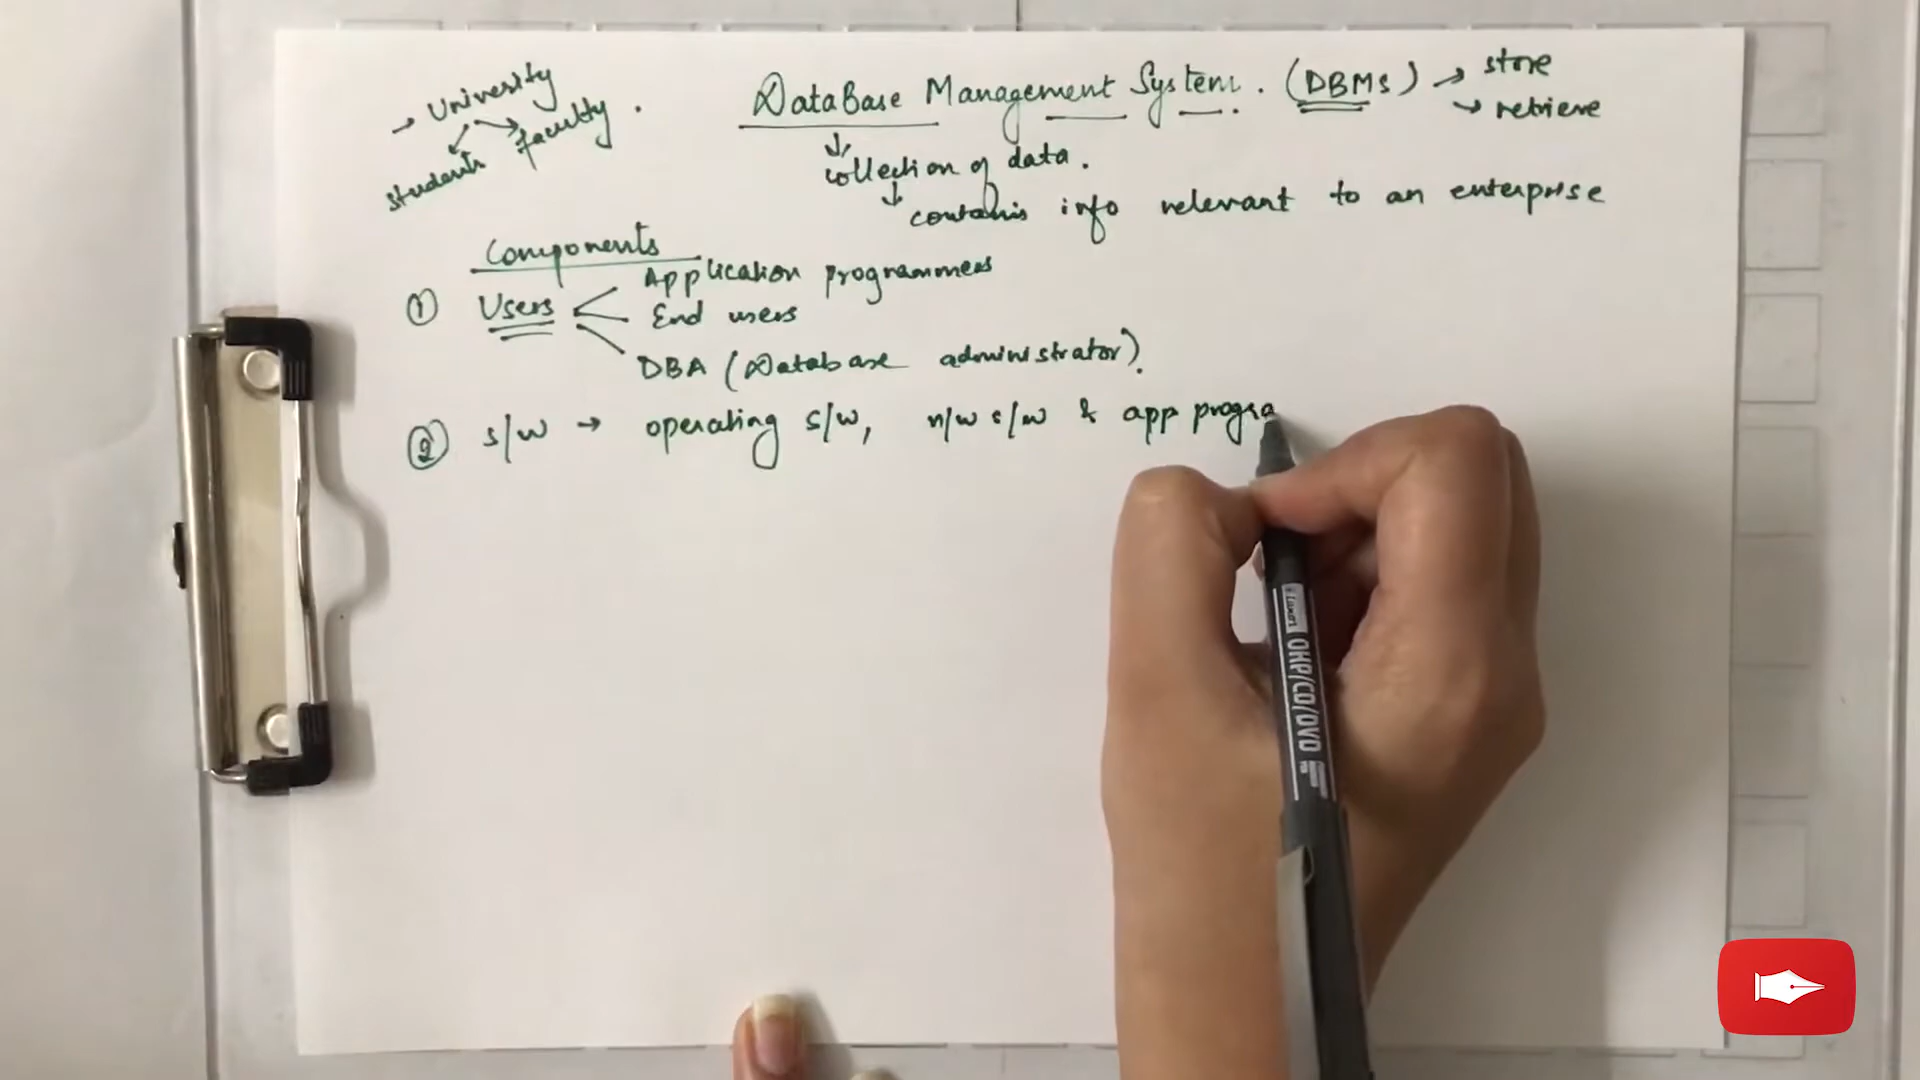 → University
students faculty .
DataBase Management System . (DBMS) → store
→ retrieve
↓
collection of data .
↓
contains info relevant to an enterprise
Components
① Users
Application programmers
End users
DBA (Database administrator).
② s/w → operating s/w, n/w s/w & app progra
OHP/CD/DVD